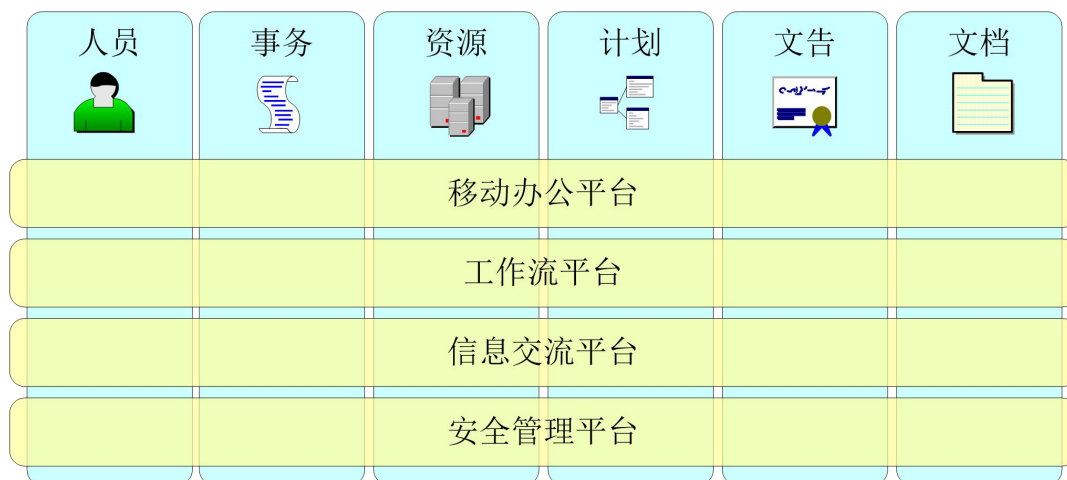 人员 事务 资源 计划 文告 文档
移动办公平台
工作流平台
信息交流平台
安全管理平台